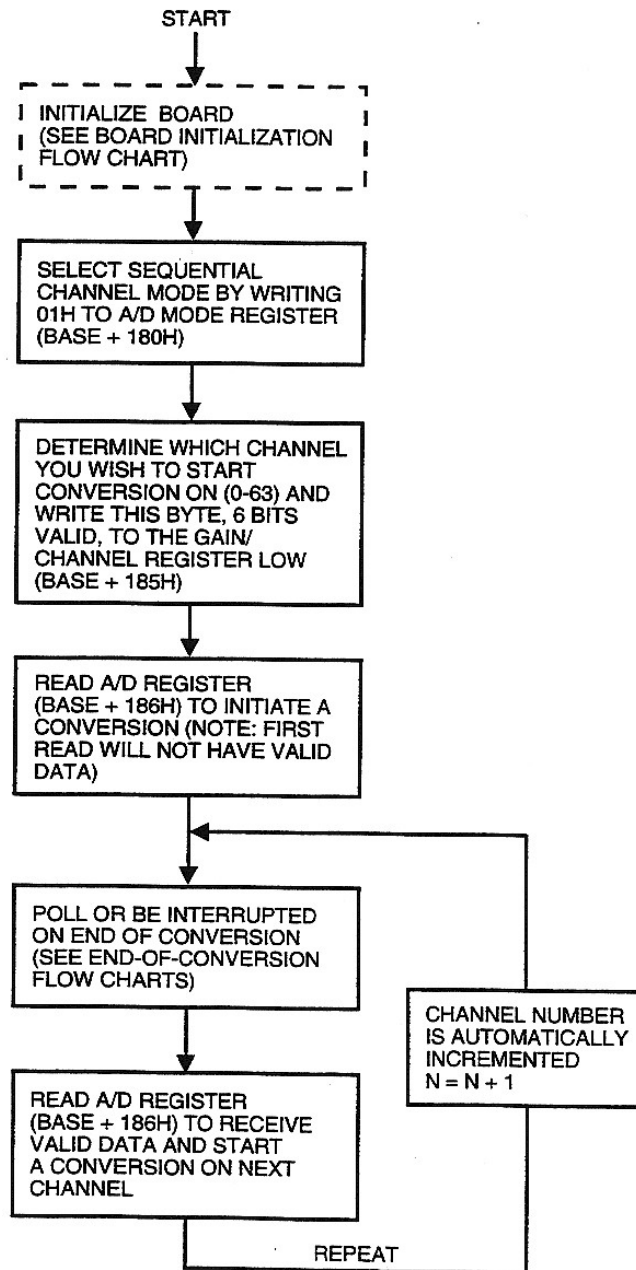 START
INITIALIZE BOARD
(SEE BOARD INITIALIZATION
FLOW CHART)
SELECT SEQUENTIAL
CHANNEL MODE BY WRITING
01H TO A/D MODE REGISTER
(BASE + 180H)
DETERMINE WHICH CHANNEL
YOU WISH TO START
CONVERSION ON (0-63) AND
WRITE THIS BYTE, 6 BITS
VALID, TO THE GAIN/
CHANNEL REGISTER LOW
(BASE + 185H)
READ A/D REGISTER
(BASE + 186H) TO INITIATE A
CONVERSION (NOTE: FIRST
READ WILL NOT HAVE VALID
DATA)
POLL OR BE INTERRUPTED
ON END OF CONVERSION
(SEE END-OF-CONVERSION
FLOW CHARTS)
CHANNEL NUMBER
IS AUTOMATICALLY
INCREMENTED
N = N + 1
READ A/D REGISTER
(BASE + 186H) TO RECEIVE
VALID DATA AND START
A CONVERSION ON NEXT
CHANNEL
REPEAT